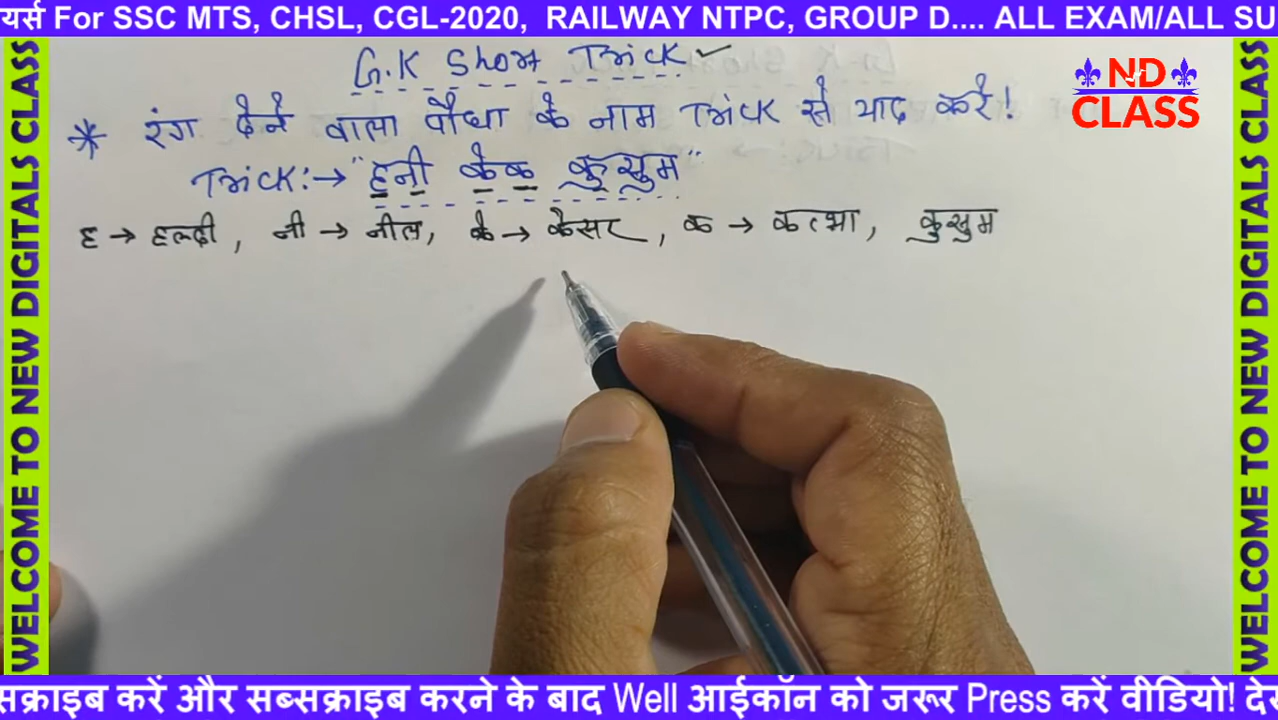 यर्स For SSC MTS, CHSL, CGL-2020, RAILWAY NTPC, GROUP D.... ALL EXAM/ALL SU
G.K Short Trick ✓
* रंग देने वाला पौधा के नाम Trick से याद करें!
Trick:→ "हनी केक कुसुम"
ह → हल्दी, नी → नील, के → केसर, क → कत्था, कुसुम
ND
CLASS
WELCOME TO NEW DIGITALS CLASS
WELCOME TO NEW DIGITALS CLASS
सक्राइब करें और सब्सक्राइब करने के बाद Well आईकॉन को जरूर Press करें वीडियो! देख